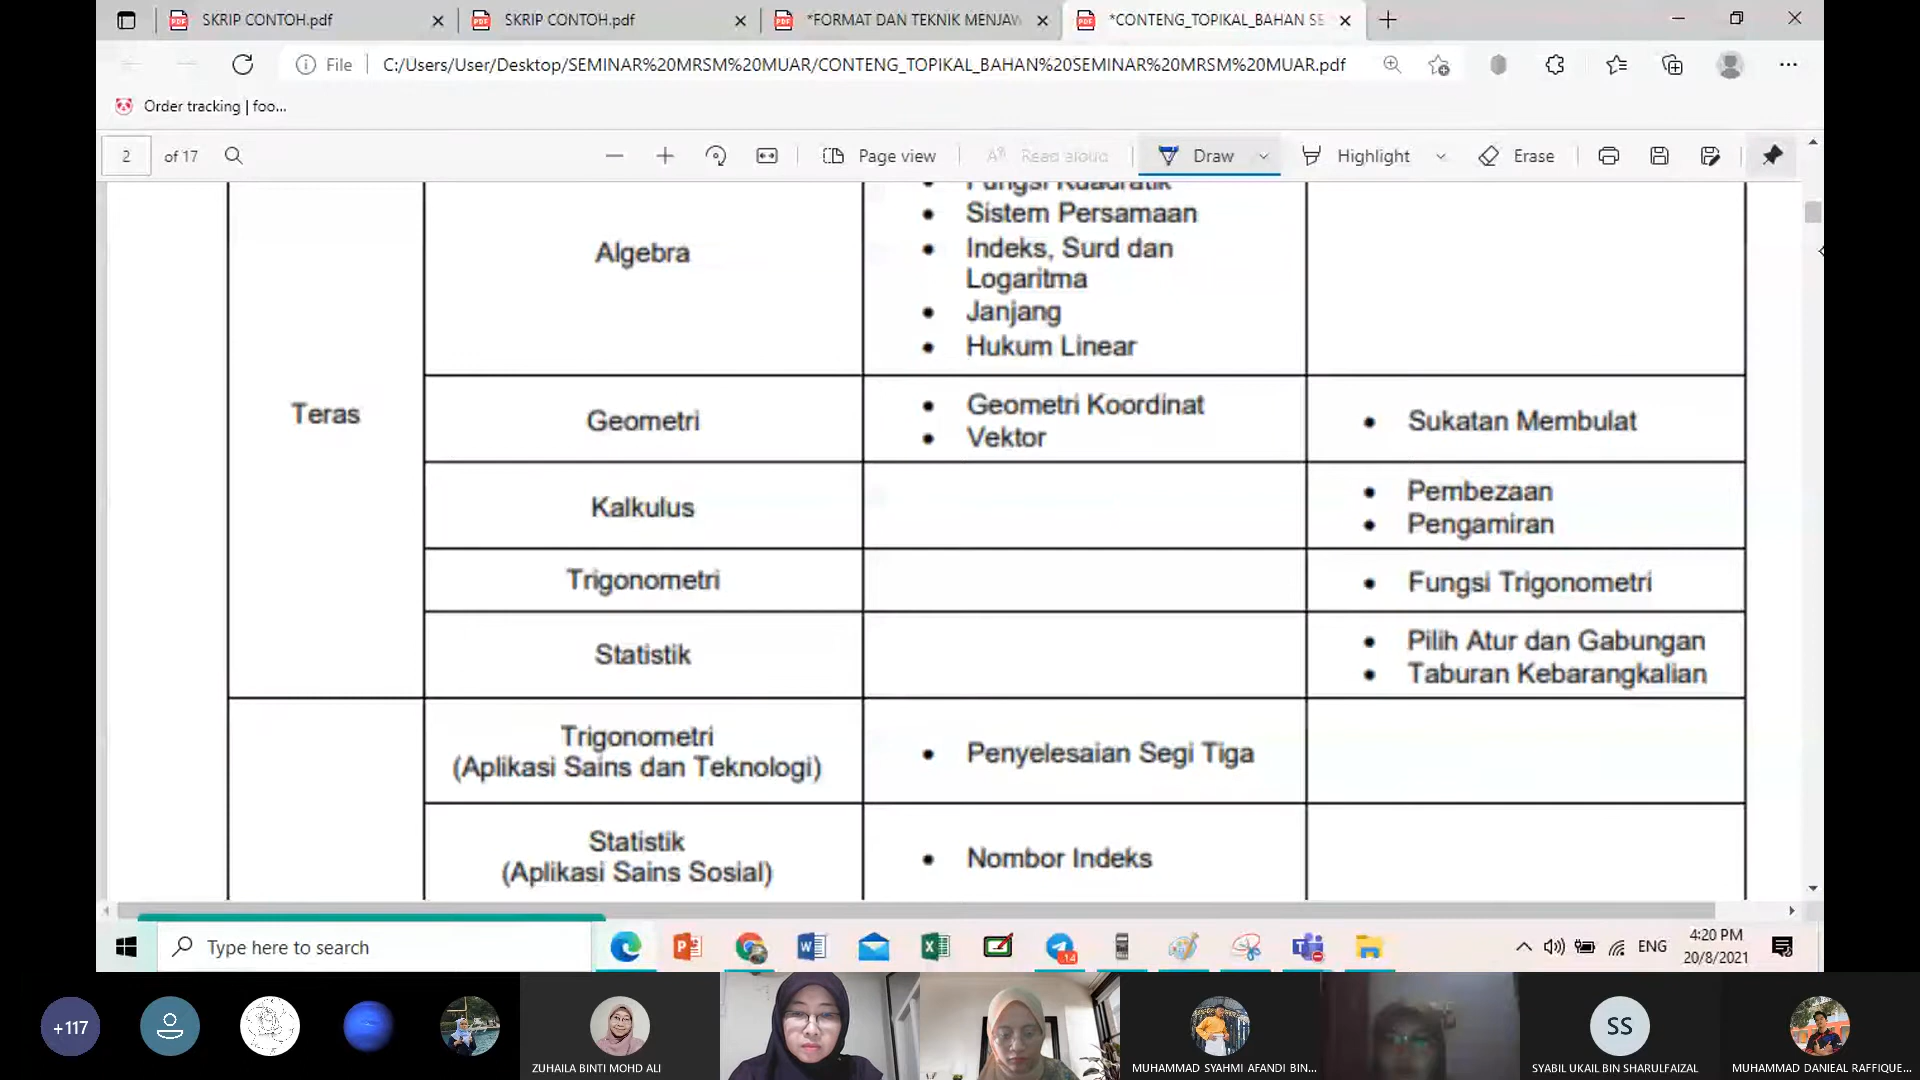 SKRIP CONTOH.pdf
SKRIP CONTOH.pdf
*FORMAT DAN TEKNIK MENJAW
*CONTENG_TOPIKAL_BAHAN SE
File
C:/Users/User/Desktop/SEMINAR%20MRSM%20MUAR/CONTENG_TOPIKAL_BAHAN%20SEMINAR%20MRSM%20MUAR.pdf
Order tracking | foo...
2 of 17
Page view
Read aloud
Draw
Highlight
Erase
Teras
Algebra
Fungsi Kuadratik
Sistem Persamaan
Indeks, Surd dan
Logaritma
Janjang
Hukum Linear
Geometri
Geometri Koordinat
Vektor
Sukatan Membulat
Kalkulus
Pembezaan
Pengamiran
Trigonometri
Fungsi Trigonometri
Statistik
Pilih Atur dan Gabungan
Taburan Kebarangkalian
Trigonometri
(Aplikasi Sains dan Teknologi)
Penyelesaian Segi Tiga
Statistik
(Aplikasi Sains Sosial)
Nombor Indeks
Type here to search
14
ENG
4:20 PM
20/8/2021
+117
ZUHAILA BINTI MOHD ALI
MUHAMMAD SYAHMI AFANDI BIN...
SS
SYABIL UKAIL BIN SHARULFAIZAL
MUHAMMAD DANIEAL RAFFIQUE...